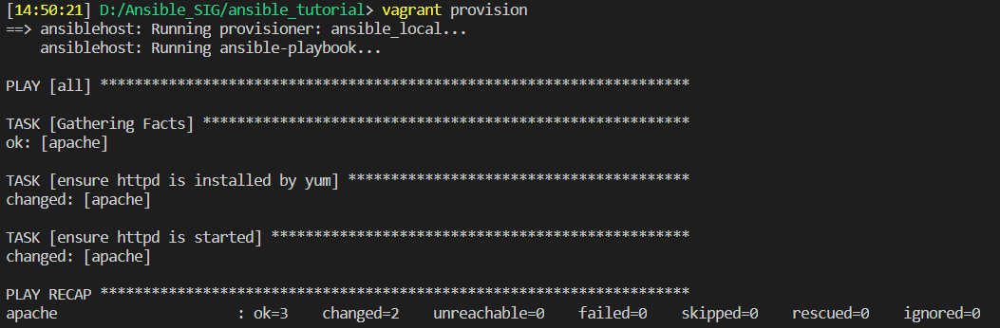 [14:50:21] D:/Ansible_SIG/ansible_tutorial> vagrant provision
==> ansiblehost: Running provisioner: ansible_local...
    ansiblehost: Running ansible-playbook...
PLAY [all] *********************************************************************
TASK [Gathering Facts] *********************************************************
ok: [apache]
TASK [ensure httpd is installed by yum] ****************************************
changed: [apache]
TASK [ensure httpd is started] *************************************************
changed: [apache]
PLAY RECAP *********************************************************************
apache                     : ok=3    changed=2    unreachable=0    failed=0    skipped=0    rescued=0    ignored=0